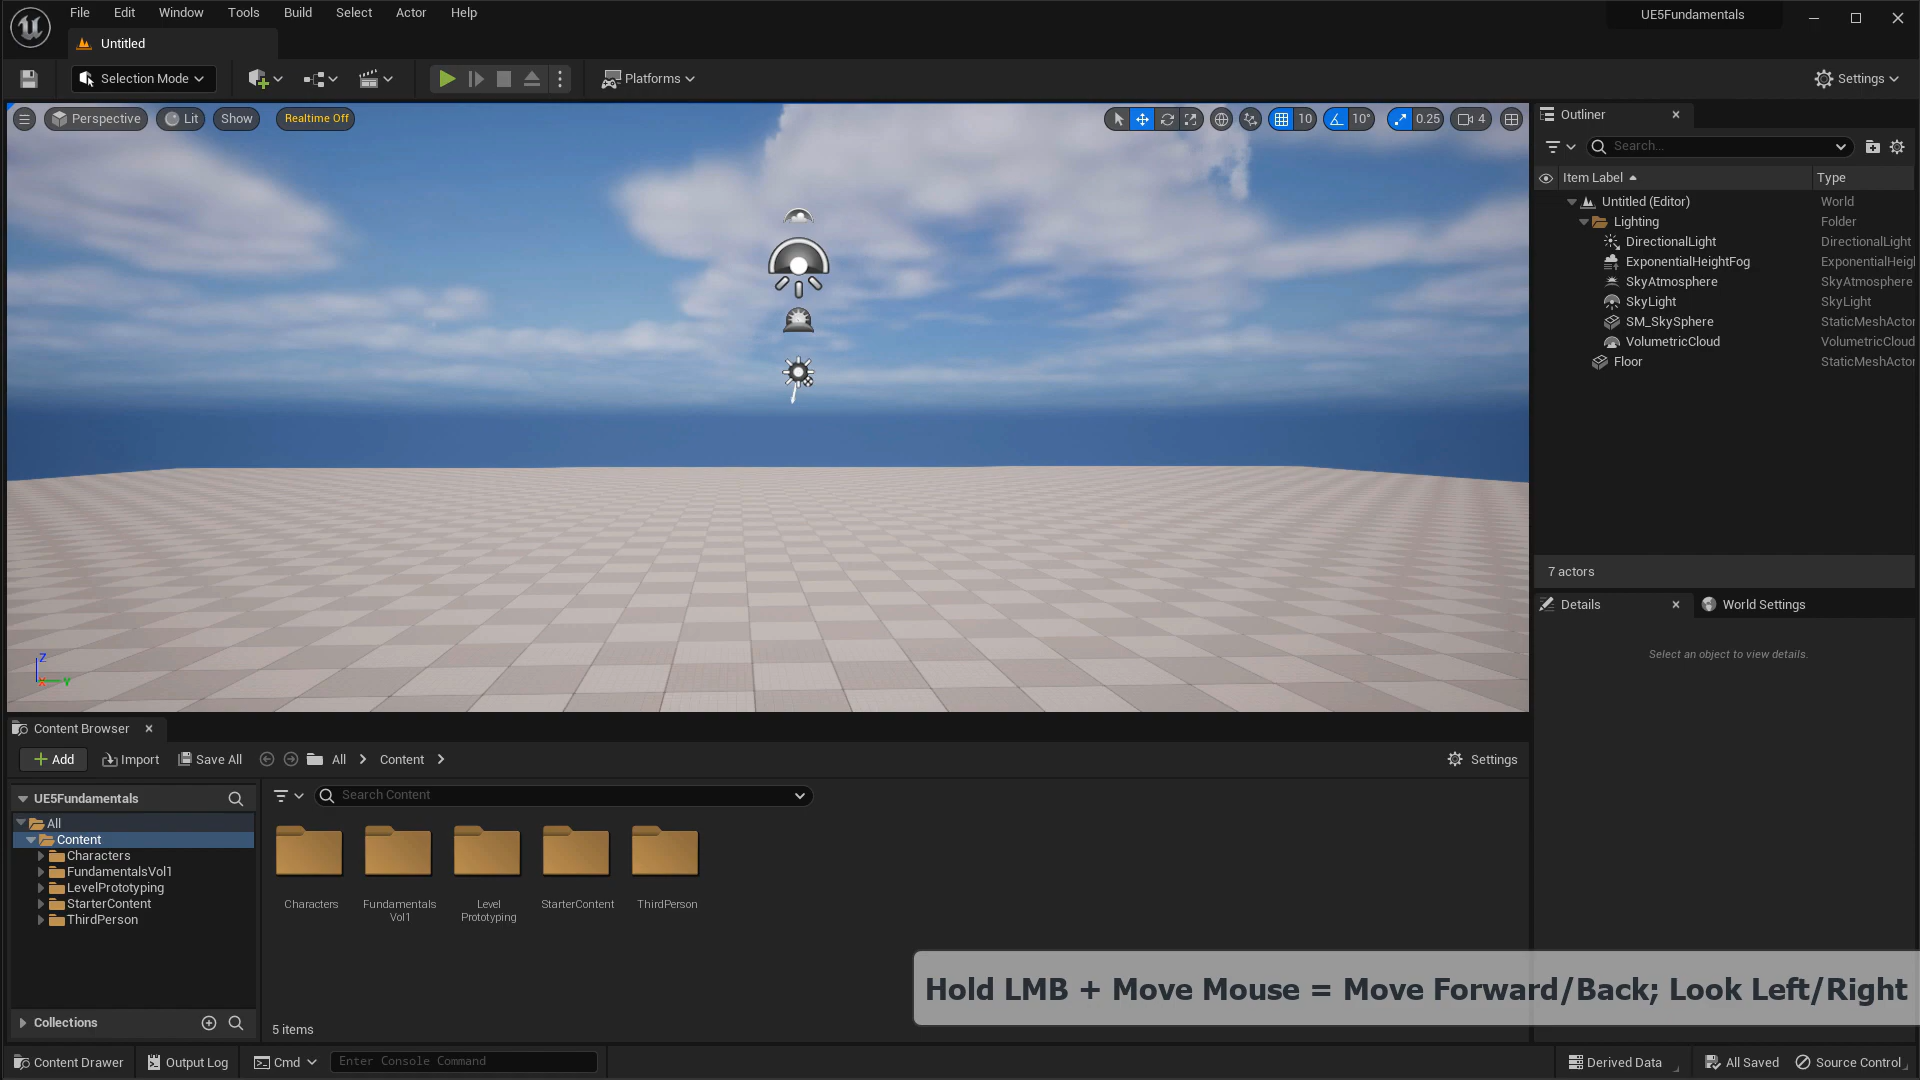 File Edit Window Tools Build Select Actor Help
UE5Fundamentals
Untitled
Selection Mode
Platforms
Settings
Perspective Lit Show Realtime Off
10 10° 0.25 4
Outliner
Search...
Item Label Type
Untitled (Editor) World
Lighting Folder
DirectionalLight DirectionalLight
ExponentialHeightFog ExponentialHeigl
SkyAtmosphere SkyAtmosphere
SkyLight SkyLight
SM_SkySphere StaticMeshActor
VolumetricCloud VolumetricCloud
Floor StaticMeshActor
7 actors
Details World Settings
Select an object to view details.
Z
X Y
Content Browser
Add Import Save All All Content Settings
UE5Fundamentals
Search Content
All
Content
Characters
FundamentalsVol1
LevelPrototyping
StarterContent
ThirdPerson
Characters
Fundamentals
Vol1
Level
Prototyping
StarterContent
ThirdPerson
Hold LMB + Move Mouse = Move Forward/Back; Look Left/Right
Collections
5 items
Content Drawer Output Log Cmd Enter Console Command Derived Data All Saved Source Control